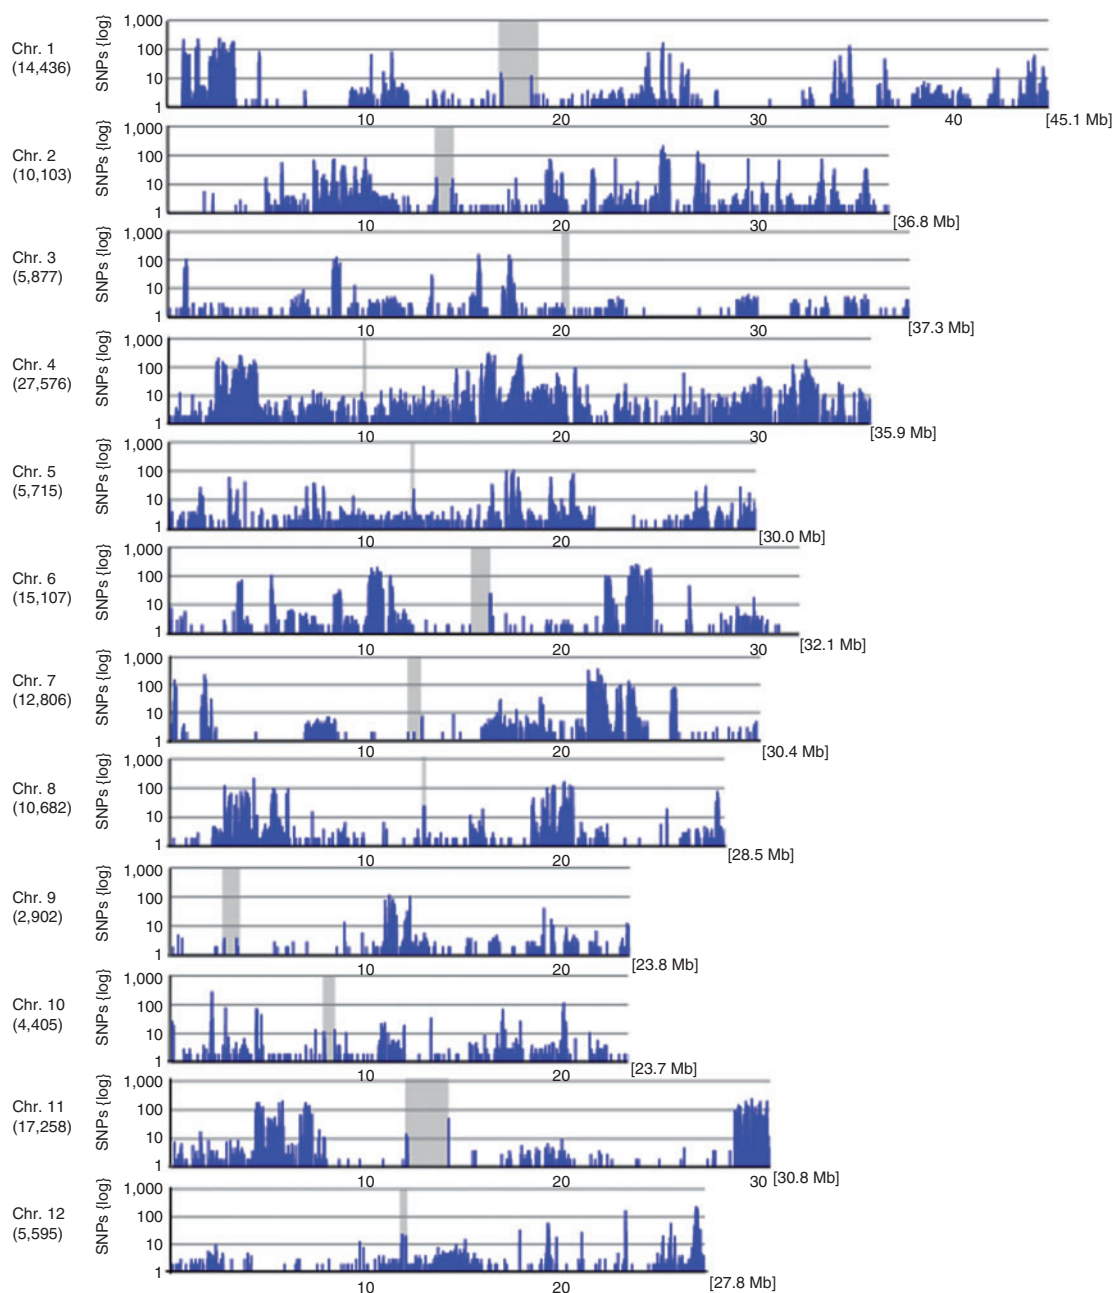 Chr. 1
(14,436)
SNPs {log}
1,000
100
10
1
10
20
30
40
[45.1 Mb]
Chr. 2
(10,103)
SNPs {log}
1,000
100
10
1
10
20
30
[36.8 Mb]
Chr. 3
(5,877)
SNPs {log}
1,000
100
10
1
10
20
30
[37.3 Mb]
Chr. 4
(27,576)
SNPs {log}
1,000
100
10
1
10
20
30
[35.9 Mb]
Chr. 5
(5,715)
SNPs {log}
1,000
100
10
1
10
20
[30.0 Mb]
Chr. 6
(15,107)
SNPs {log}
1,000
100
10
1
10
20
30
[32.1 Mb]
Chr. 7
(12,806)
SNPs {log}
1,000
100
10
1
10
20
[30.4 Mb]
Chr. 8
(10,682)
SNPs {log}
1,000
100
10
1
10
20
[28.5 Mb]
Chr. 9
(2,902)
SNPs {log}
1,000
100
10
1
10
20
[23.8 Mb]
Chr. 10
(4,405)
SNPs {log}
1,000
100
10
1
10
20
[23.7 Mb]
Chr. 11
(17,258)
SNPs {log}
1,000
100
10
1
10
20
30
[30.8 Mb]
Chr. 12
(5,595)
SNPs {log}
1,000
100
10
1
10
20
[27.8 Mb]